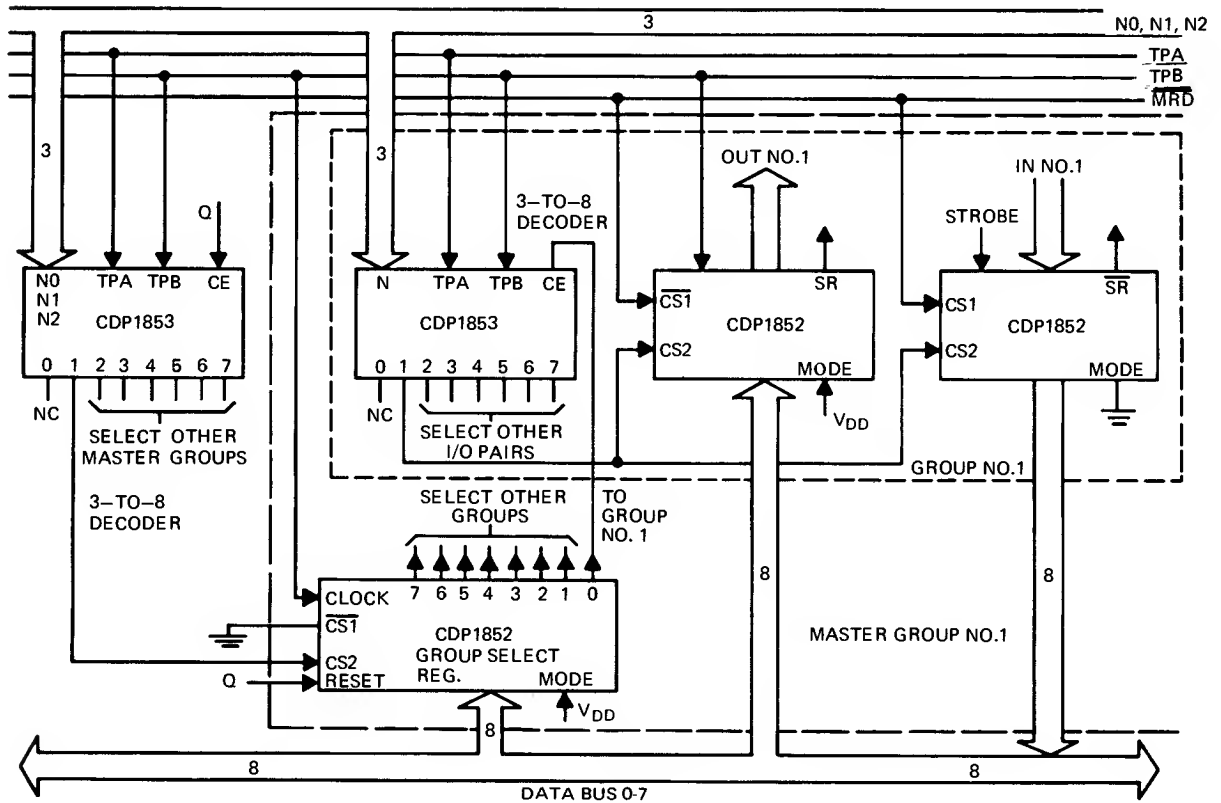 3
N0, N1, N2
TPA
TPB
MRD
3
3
Q
3–TO–8
DECODER
OUT NO.1
IN NO.1
STROBE
N0 TPA TPB CE
N1
N2
CDP1853
0 1 2 3 4 5 6 7
NC
SELECT OTHER
MASTER GROUPS
3–TO–8
DECODER
N TPA TPB CE
CDP1853
0 1 2 3 4 5 6 7
NC
SELECT OTHER
I/O PAIRS
SR
CS1
CDP1852
CS2
MODE
VDD
SR
CS1
CDP1852
CS2
MODE
GROUP NO.1
SELECT OTHER
GROUPS
TO
GROUP
NO. 1
7 6 5 4 3 2 1 0
CLOCK
CS1
CDP1852
CS2
GROUP SELECT
REG.
Q
RESET
MODE
VDD
8
8
8
MASTER GROUP NO.1
8
8
DATA BUS 0-7